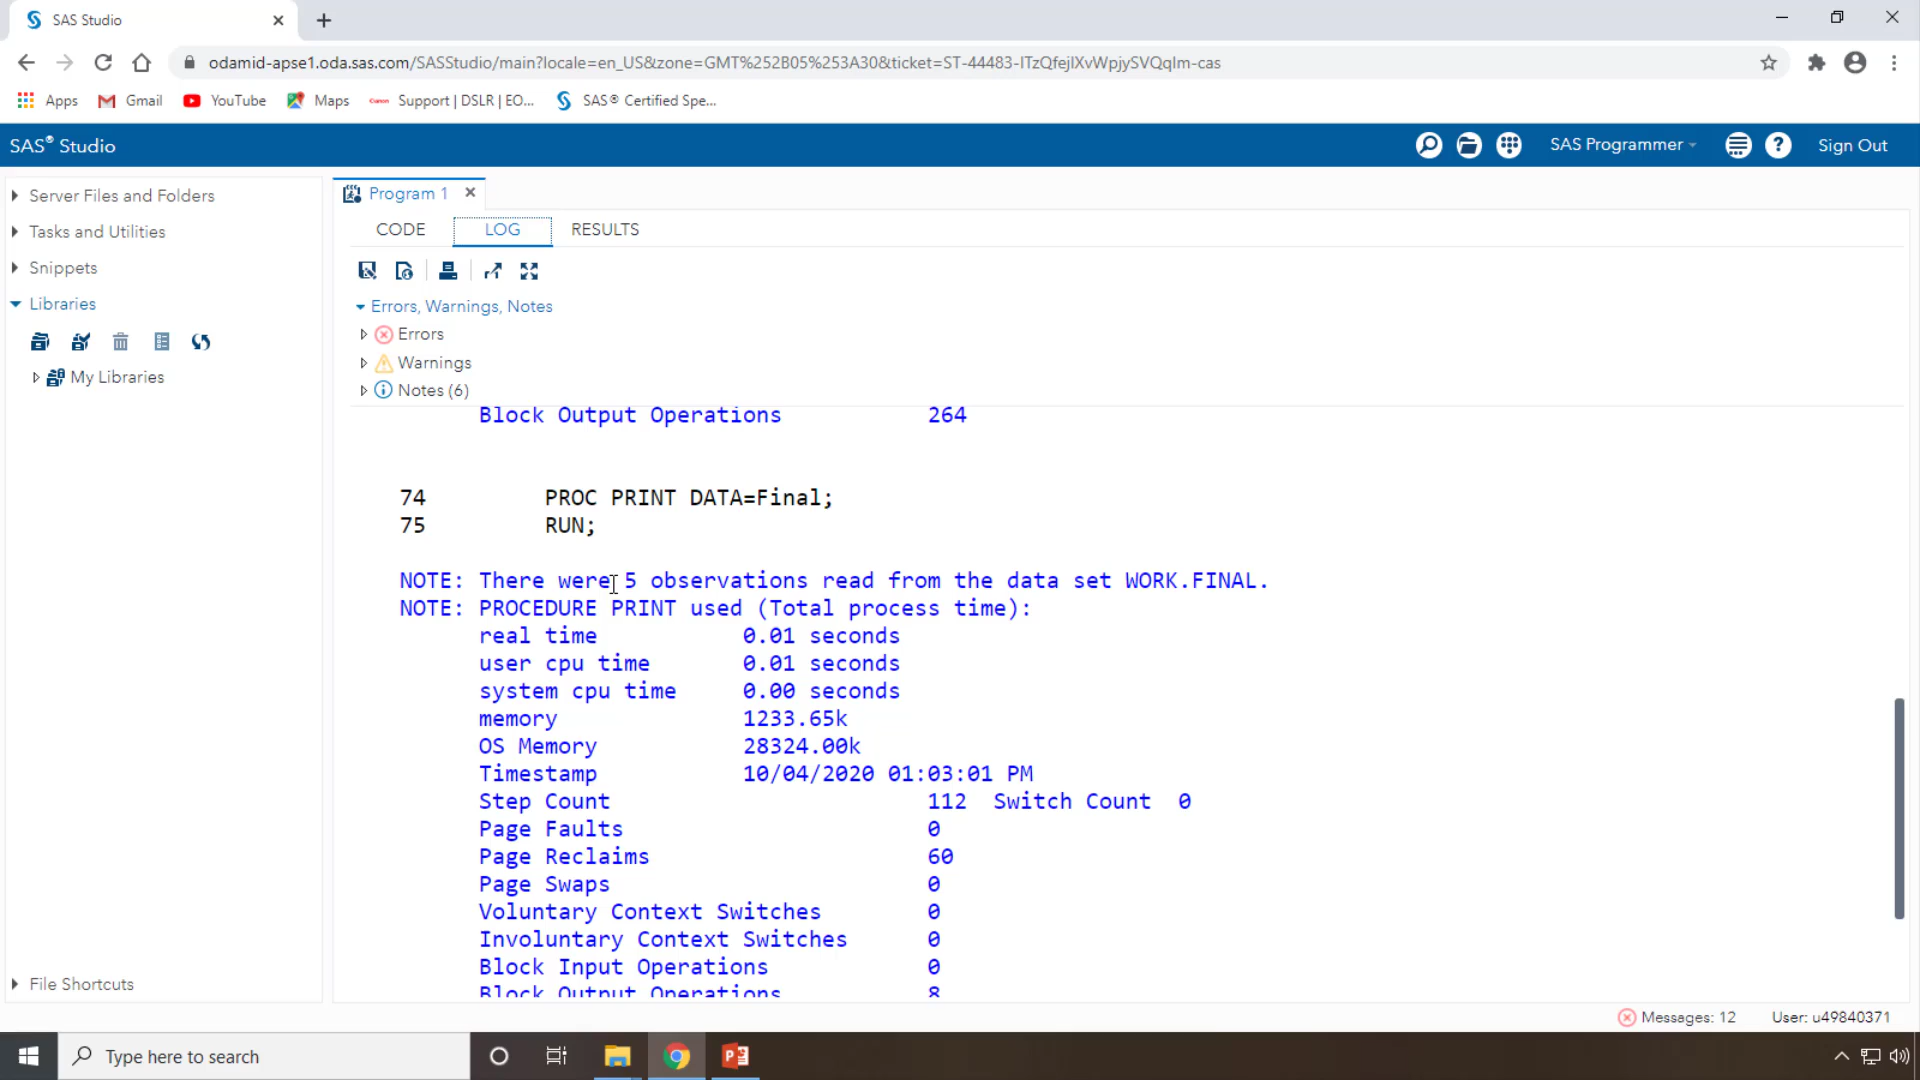 SAS Studio
odamid-apse1.oda.sas.com/SASStudio/main?locale=en_US&zone=GMT%252B05%253A30&ticket=ST-44483-ITzQfejlXvWpjySVQqIm-cas
Apps
Gmail
YouTube
Maps
Support | DSLR | EO...
SAS® Certified Spe...
SAS® Studio
SAS Programmer
Sign Out
Server Files and Folders
Tasks and Utilities
Snippets
Libraries
My Libraries
File Shortcuts
Program 1
CODE
LOG
RESULTS
Errors, Warnings, Notes
Errors
Warnings
Notes (6)
Block Output Operations 264
74 PROC PRINT DATA=Final;
75 RUN;
NOTE: There were 5 observations read from the data set WORK.FINAL.
NOTE: PROCEDURE PRINT used (Total process time):
real time 0.01 seconds
user cpu time 0.01 seconds
system cpu time 0.00 seconds
memory 1233.65k
OS Memory 28324.00k
Timestamp 10/04/2020 01:03:01 PM
Step Count 112 Switch Count 0
Page Faults 0
Page Reclaims 60
Page Swaps 0
Voluntary Context Switches 0
Involuntary Context Switches 0
Block Input Operations 0
Block Output Operations 8
Messages: 12
User: u49840371
Type here to search